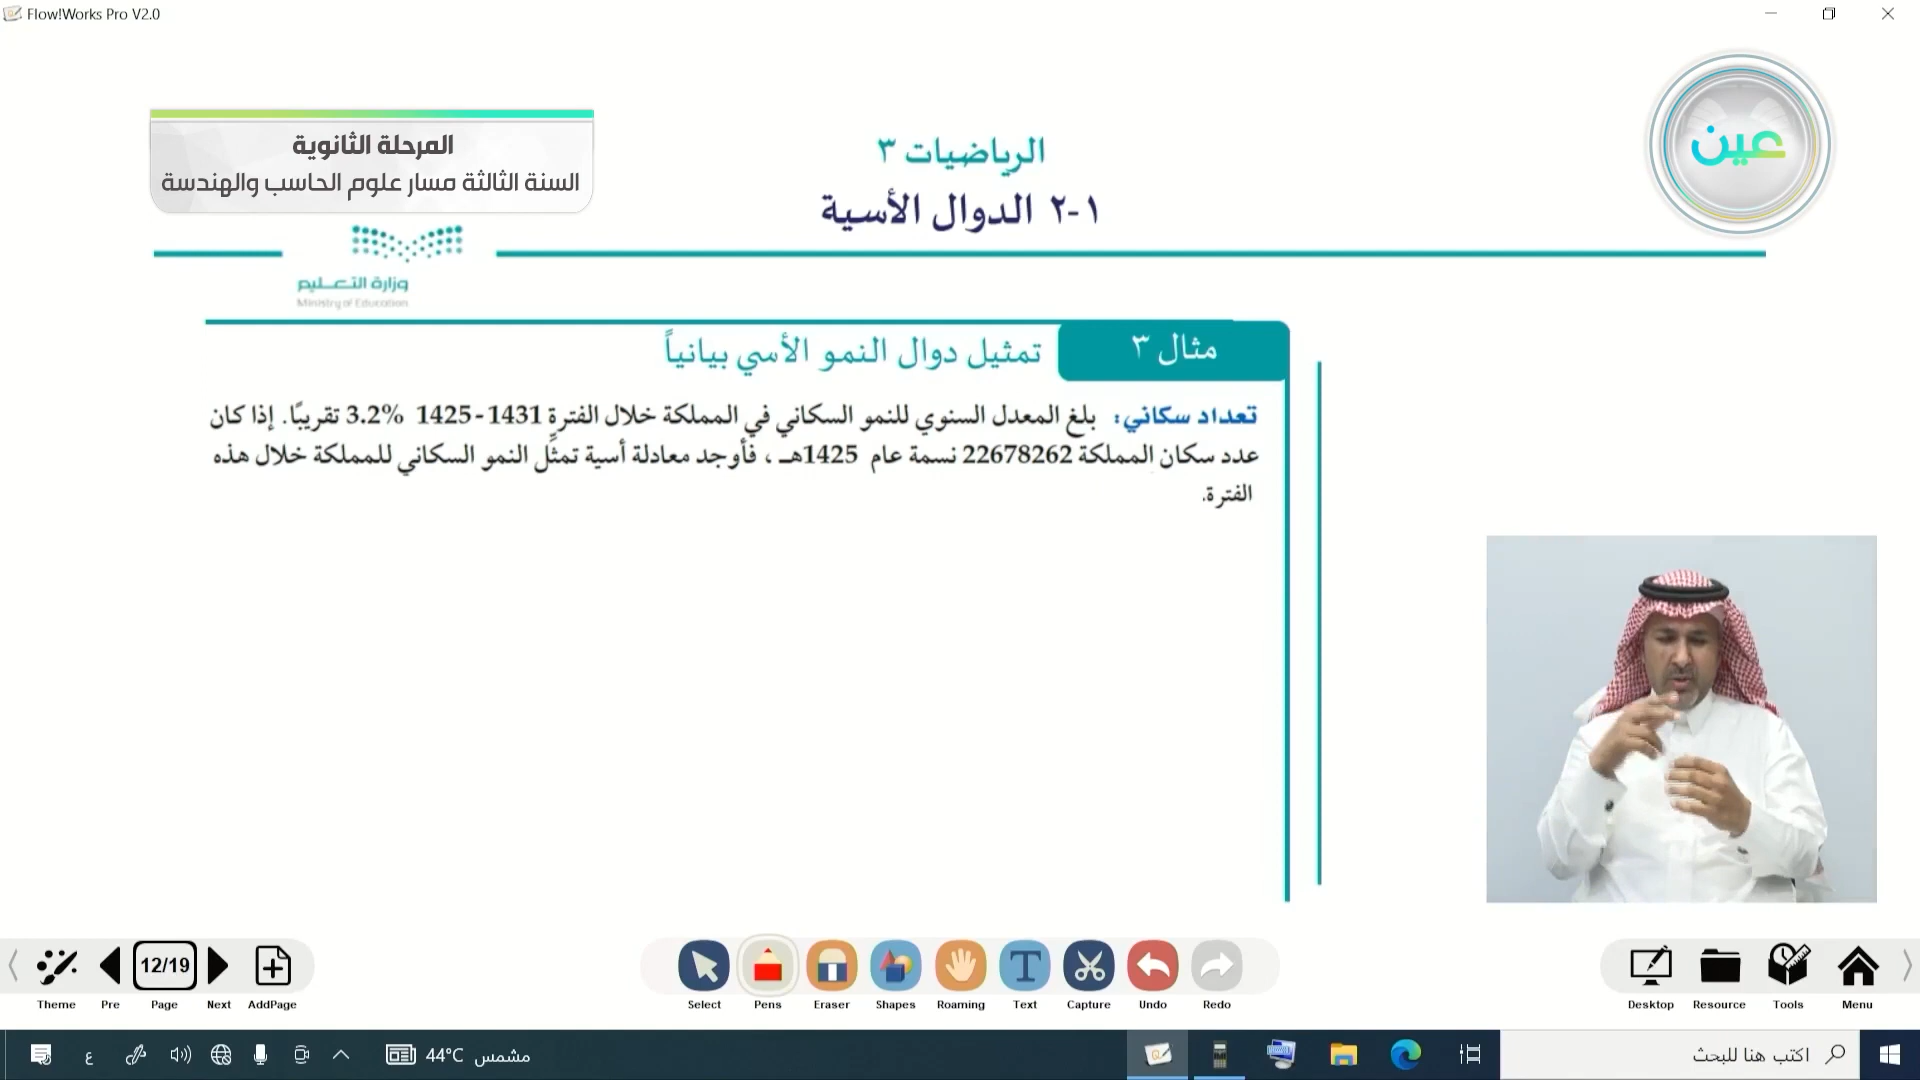 Flow!Works Pro V2.0
المرحلة الثانوية
السنة الثالثة مسار علوم الحاسب والهندسة
الرياضيات ٣
٢-١ الدوال الأسية
عين
وزارة التعليم
Ministry of Education
مثال ٣
تمثيل دوال النمو الأسي بيانياً
تعداد سكاني: بلغ المعدل السنوي للنمو السكاني في المملكة خلال الفترة 1431-1425 3.2% تقريبًا. إذا كان
عدد سكان المملكة 22678262 نسمة عام 1425هـ ، فأوجد معادلة أسية تمثِّل النمو السكاني للمملكة خلال هذه
الفترة.
12/19
Theme Pre Page Next AddPage
Select Pens Eraser Shapes Roaming Text Capture Undo Redo
Desktop Resource Tools Menu
ع
44°C مشمس
اكتب هنا للبحث